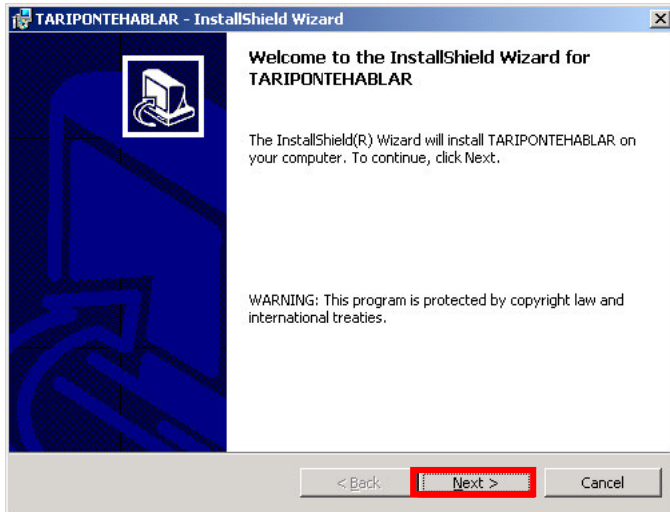 TARIPONTEHABLAR - InstallShield Wizard
Welcome to the InstallShield Wizard for
TARIPONTEHABLAR
The InstallShield(R) Wizard will install TARIPONTEHABLAR on
your computer. To continue, click Next.
WARNING: This program is protected by copyright law and
international treaties.
< Back
Next >
Cancel